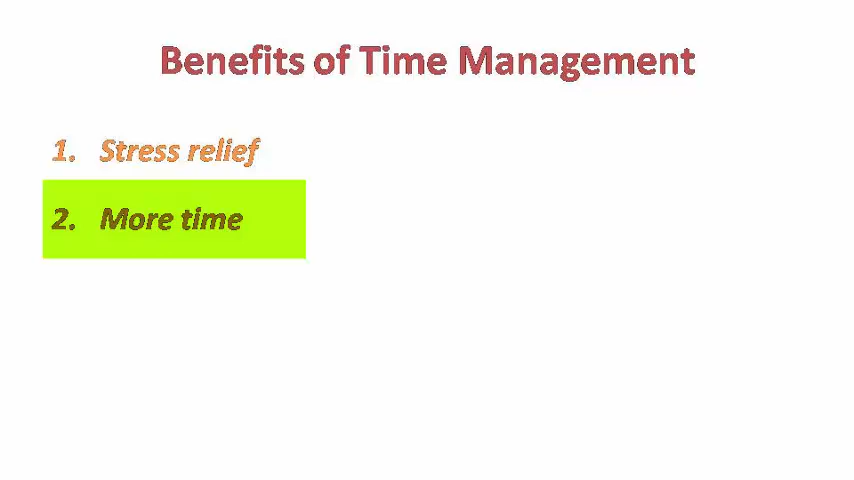 Benefits of Time Management
1. Stress relief
2. More time